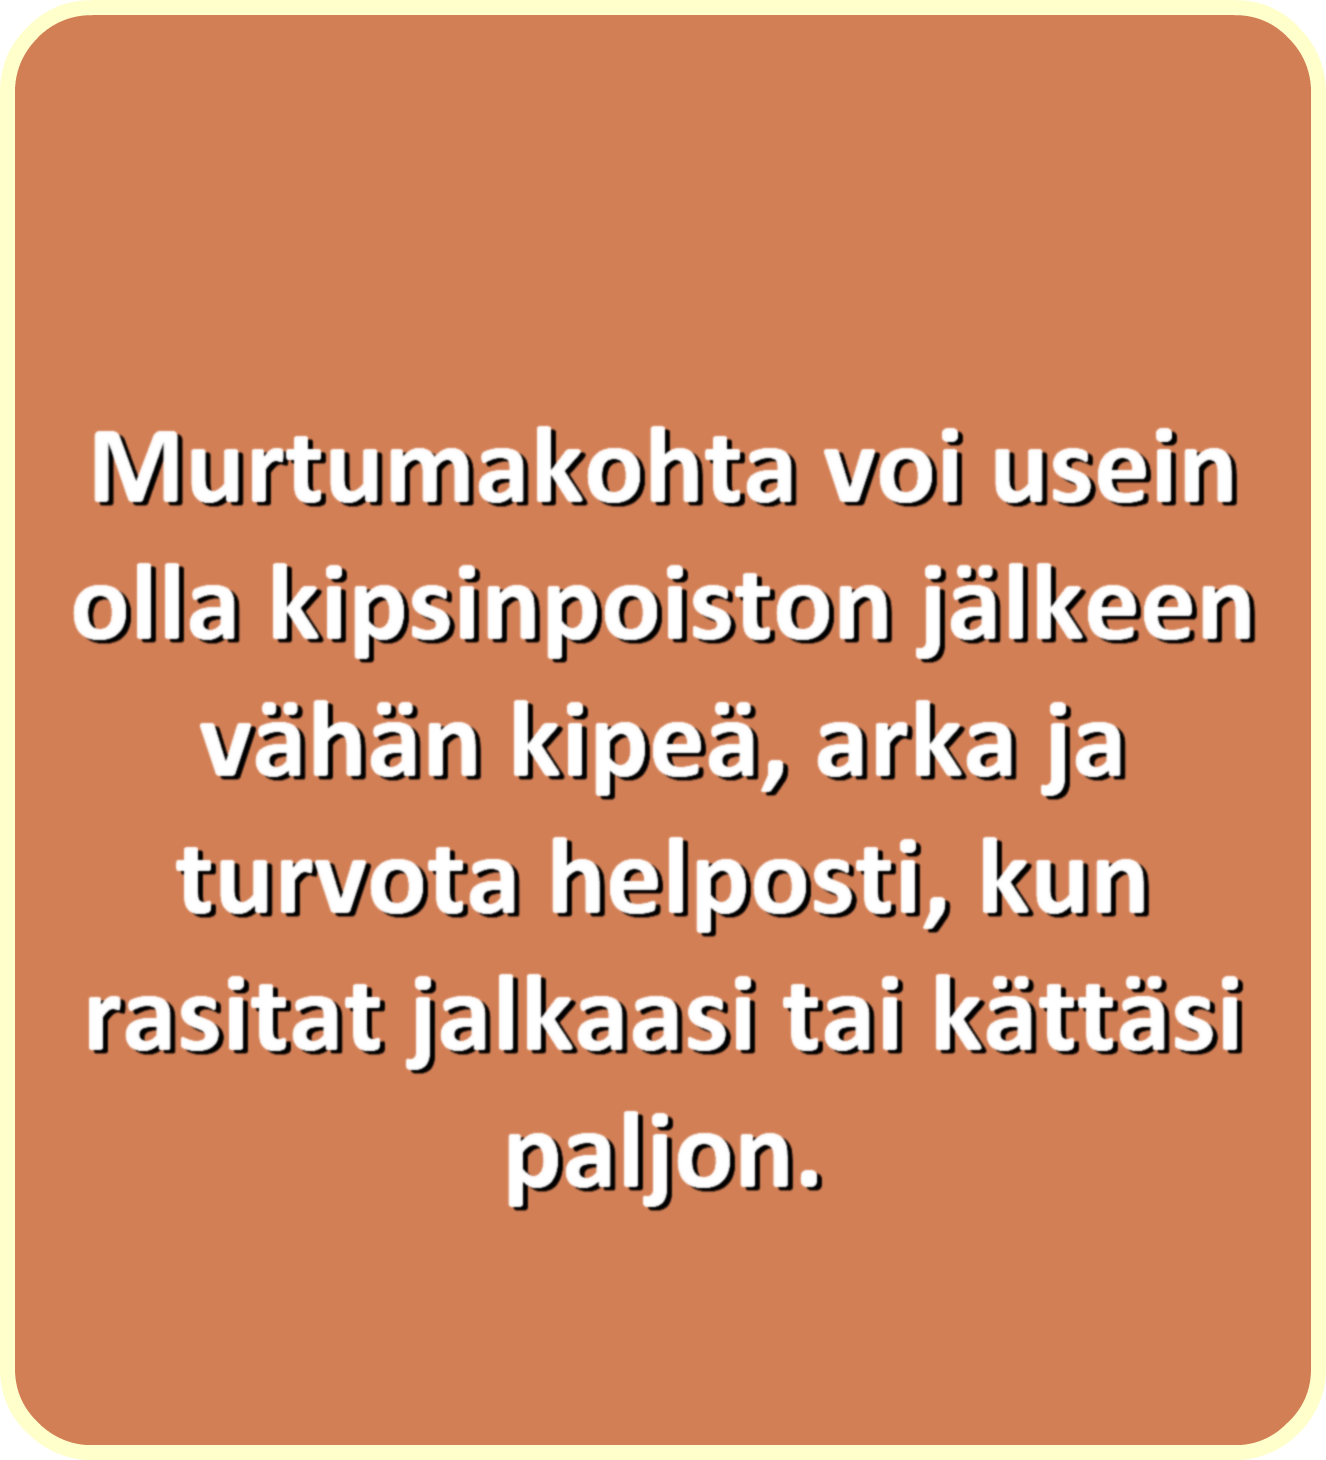 Murtumakohta voi usein
olla kipsinpoiston jälkeen
vähän kipeä, arka ja
turvota helposti, kun
rasitat jalkaasi tai kättäsi
paljon.